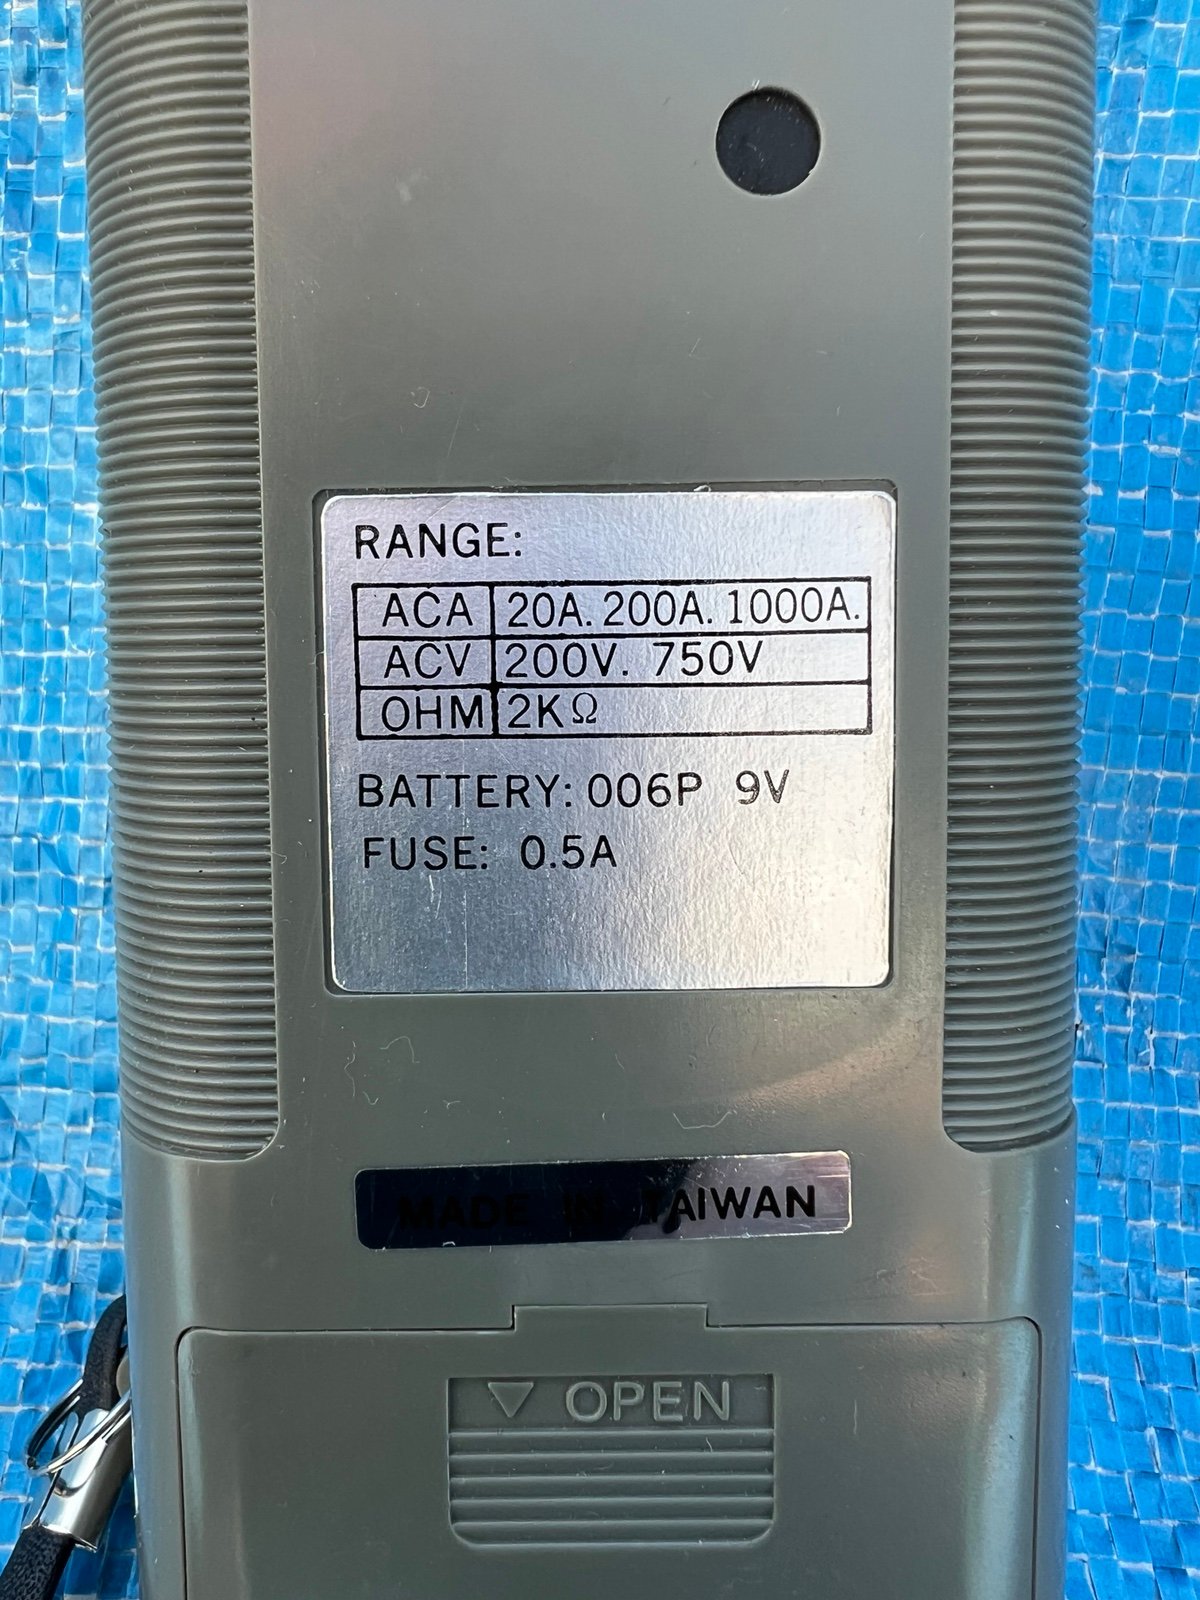 RANGE:
ACA 20A. 200A. 1000A.
ACV 200V. 750V
OHM 2KΩ
BATTERY: 006P 9V
FUSE: 0.5A
MADE IN TAIWAN
▽ OPEN